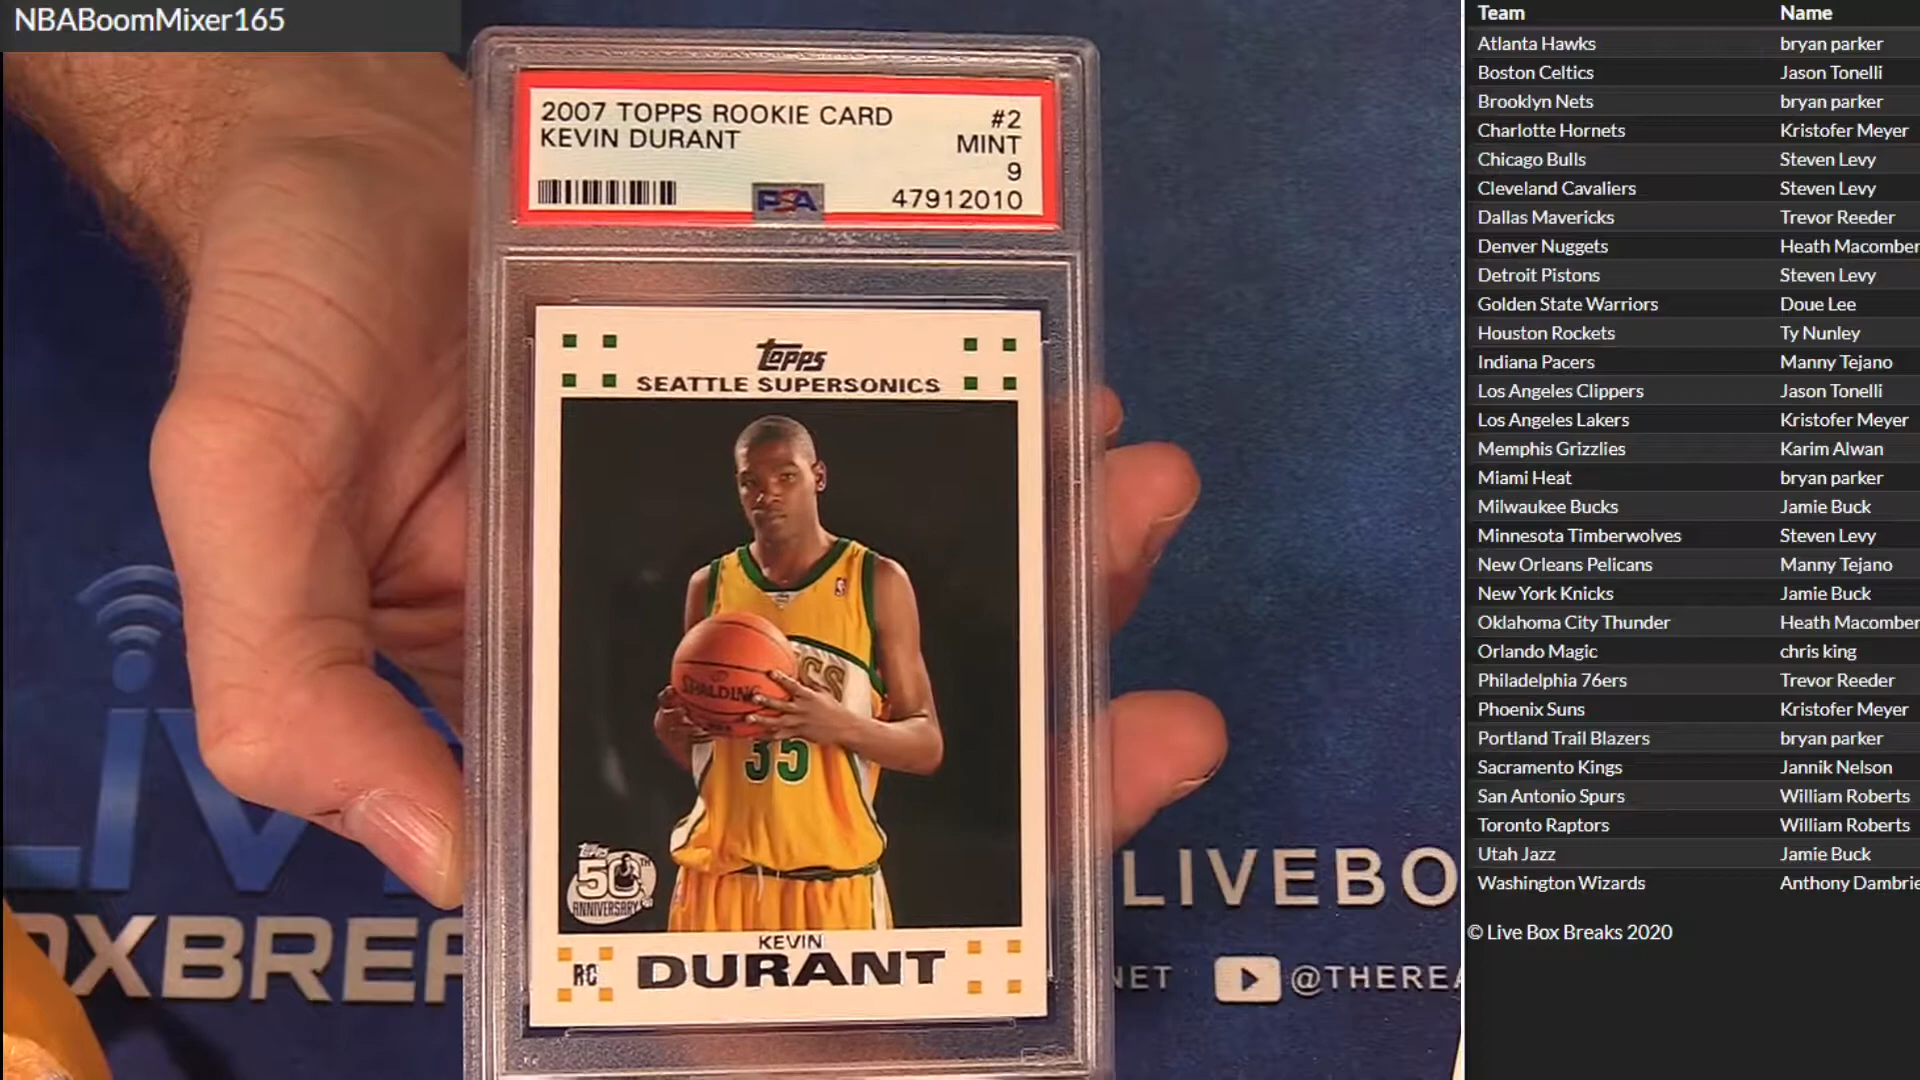 NBABoomMixer165
2007 TOPPS ROOKIE CARD #2
KEVIN DURANT MINT
9
PSA 47912010
Topps
SEATTLE SUPERSONICS
SPALDING
35
Topps
50TH
ANNIVERSARY
KEVIN
RC DURANT
LIV
OXBREA
LIVEBO
NET @THEREA
Team Name
Atlanta Hawks bryan parker
Boston Celtics Jason Tonelli
Brooklyn Nets bryan parker
Charlotte Hornets Kristofer Meyer
Chicago Bulls Steven Levy
Cleveland Cavaliers Steven Levy
Dallas Mavericks Trevor Reeder
Denver Nuggets Heath Macomber
Detroit Pistons Steven Levy
Golden State Warriors Doue Lee
Houston Rockets Ty Nunley
Indiana Pacers Manny Tejano
Los Angeles Clippers Jason Tonelli
Los Angeles Lakers Kristofer Meyer
Memphis Grizzlies Karim Alwan
Miami Heat bryan parker
Milwaukee Bucks Jamie Buck
Minnesota Timberwolves Steven Levy
New Orleans Pelicans Manny Tejano
New York Knicks Jamie Buck
Oklahoma City Thunder Heath Macomber
Orlando Magic chris king
Philadelphia 76ers Trevor Reeder
Phoenix Suns Kristofer Meyer
Portland Trail Blazers bryan parker
Sacramento Kings Jannik Nelson
San Antonio Spurs William Roberts
Toronto Raptors William Roberts
Utah Jazz Jamie Buck
Washington Wizards Anthony Dambrie
© Live Box Breaks 2020